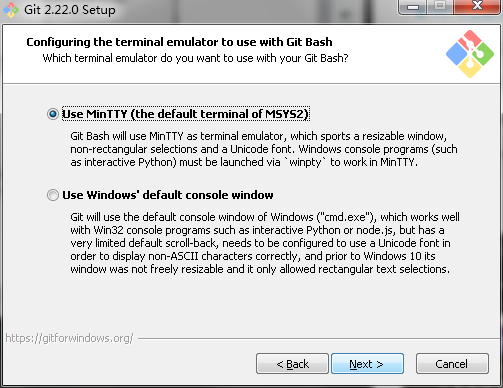 Git 2.22.0 Setup
Configuring the terminal emulator to use with Git Bash
Which terminal emulator do you want to use with your Git Bash?
Use MinTTY (the default terminal of MSYS2)
Git Bash will use MinTTY as terminal emulator, which sports a resizable window,
non-rectangular selections and a Unicode font. Windows console programs (such
as interactive Python) must be launched via `winpty` to work in MinTTY.
Use Windows' default console window
Git will use the default console window of Windows ("cmd.exe"), which works well
with Win32 console programs such as interactive Python or node.js, but has a
very limited default scroll-back, needs to be configured to use a Unicode font in
order to display non-ASCII characters correctly, and prior to Windows 10 its
window was not freely resizable and it only allowed rectangular text selections.
https://gitforwindows.org/
< Back
Next >
Cancel